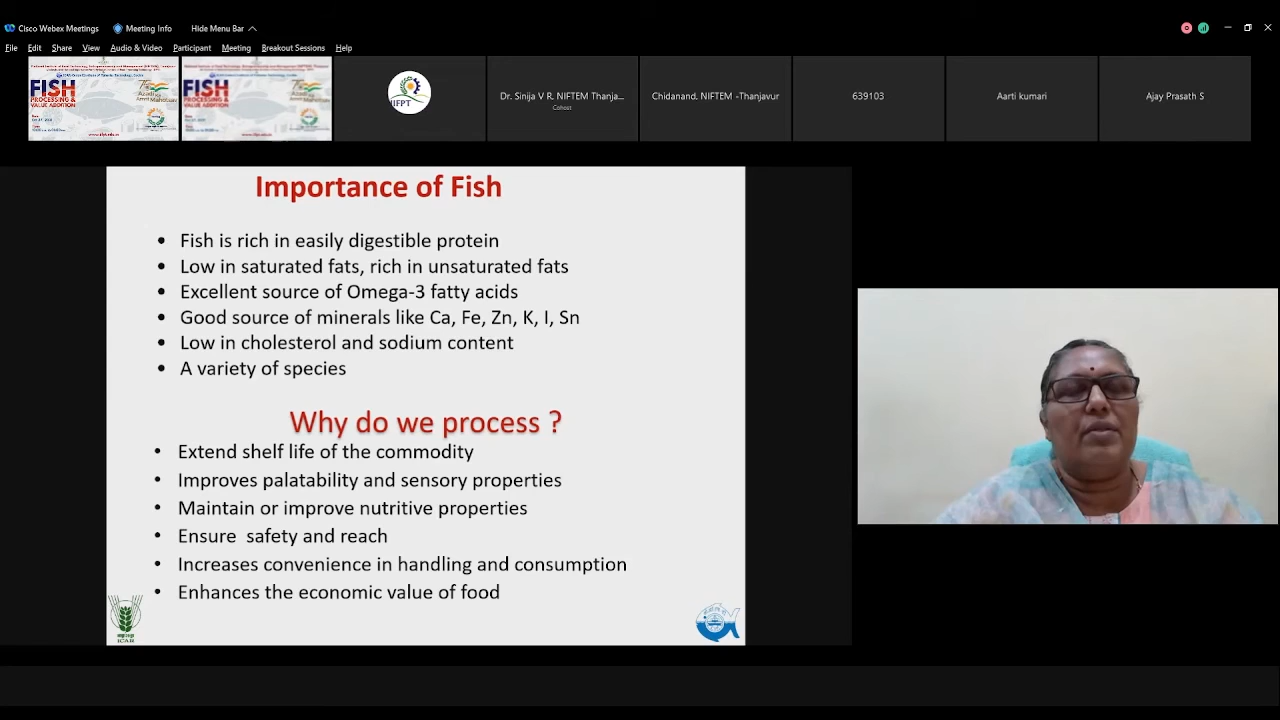 Cisco Webex Meetings
Meeting Info
Hide Menu Bar
File Edit Share View Audio & Video Participant Meeting Breakout Sessions Help
FISH
PROCESSING &
VALUE ADDITION
FISH
PROCESSING &
VALUE ADDITION
IIFPT
Dr. Sinija V R. NIFTEM Thanja...
Cohost
Chidanand. NIFTEM -Thanjavur
639103
Aarti kumari
Ajay Prasath S
Importance of Fish
• Fish is rich in easily digestible protein
• Low in saturated fats, rich in unsaturated fats
• Excellent source of Omega-3 fatty acids
• Good source of minerals like Ca, Fe, Zn, K, I, Sn
• Low in cholesterol and sodium content
• A variety of species
Why do we process ?
• Extend shelf life of the commodity
• Improves palatability and sensory properties
• Maintain or improve nutritive properties
• Ensure safety and reach
• Increases convenience in handling and consumption
• Enhances the economic value of food
ICAR